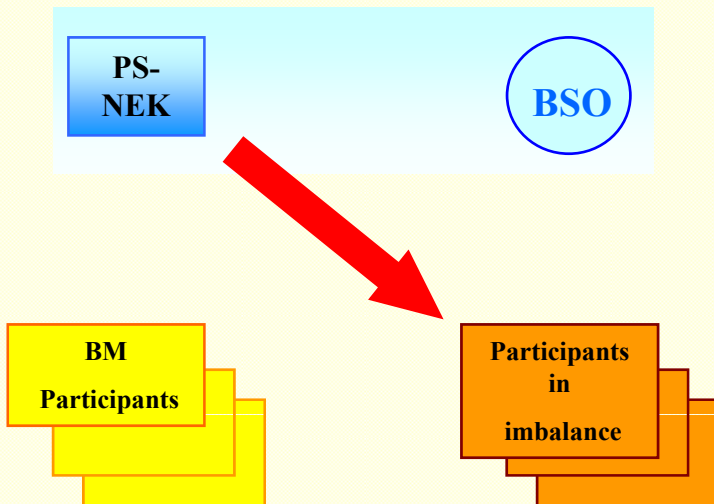 PS-
NEK
BSO
BM
Participants
Participants
in
imbalance